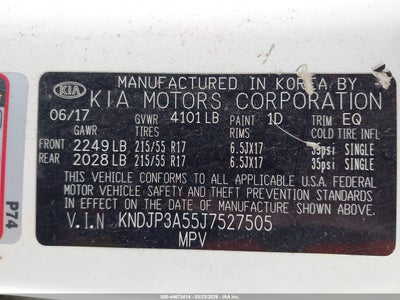 MANUFACTURED IN KOREA BY
KIA KIA MOTORS CORPORATION
06/17 GVWR 4101 LB PAINT 1D TRIM EQ
GAWR TIRES RIMS COLD TIRE INFL
FRONT 2249 LB 215/55 R17 6.5JX17 35psi SINGLE
REAR 2028 LB 215/55 R17 6.5JX17 35psi SINGLE
THIS VEHICLE CONFORMS TO ALL APPLICABLE U.S.A. FEDERAL
MOTOR VEHICLE SAFETY STANDARDS IN EFFECT ON THE
DATE OF MANUFACTURE SHOWN ABOVE.
V.I.N KNDJP3A55J7527505
MPV
P74